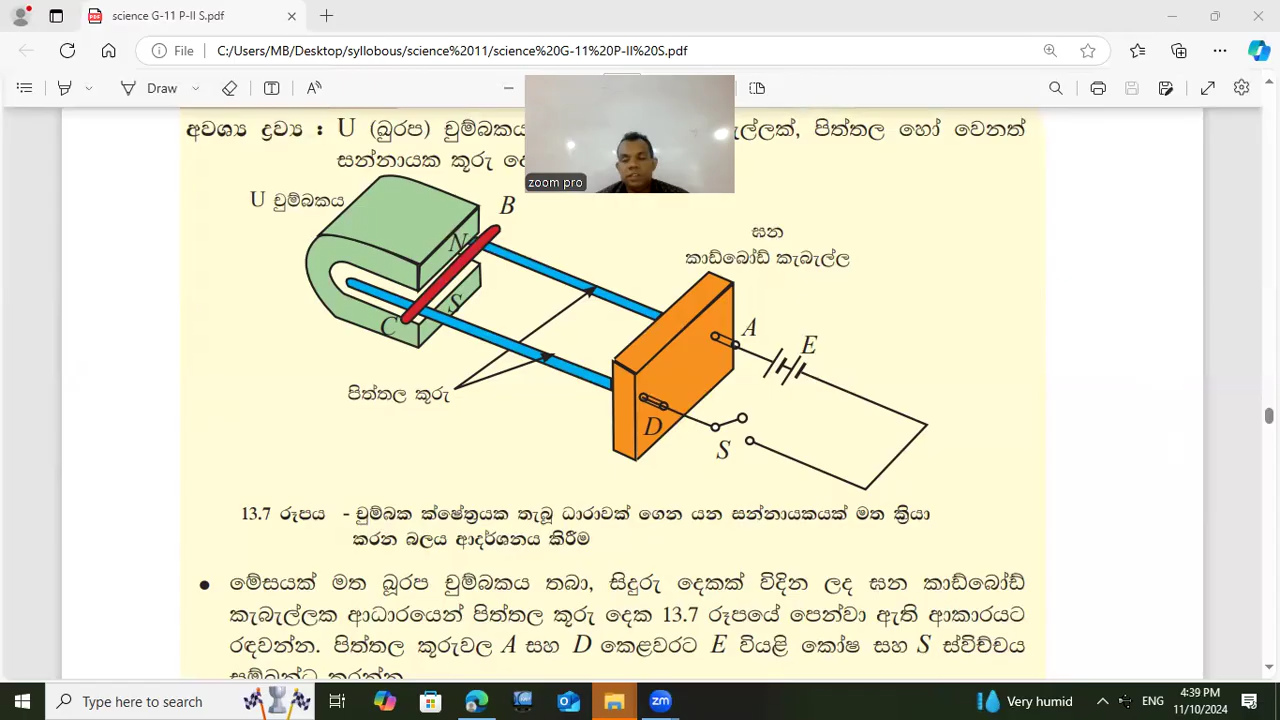 science G-11 P-II S.pdf
File
C:/Users/MB/Desktop/syllobous/science%2011/science%20G-11%20P-II%20S.pdf
Draw
අවශ්‍ය ද්‍රව්‍ය : U (බුරප) චුම්බකය
පිත්තල හෝ වෙනත්
සන්නායක කූරු
zoom pro
U චුම්බකය
B
ඝන
කාඩ්බෝඩ් කැබැල්ල
N
S
C
A
E
පිත්තල කූරු
D
S
13.7 රූපය - චුම්බක ක්ෂේත්‍රයක තැබූ ධාරාවක් ගෙන යන සන්නායකයක් මත ක්‍රියා
කරන බලය ආදර්ශනය කිරීම
● මේසයක් මත බූරප චුම්බකය තබා, සිදුරු දෙකක් විදින ලද ඝන කාඩ්බෝඩ්
කැබැල්ලක ආධාරයෙන් පිත්තල කූරු දෙක 13.7 රූපයේ පෙන්වා ඇති ආකාරයට
රඳවන්න. පිත්තල කූරුවල A සහ D කෙළවරට E වියළි කෝෂ සහ S ස්විච්චය
Type here to search
Very humid
ENG
4:39 PM
11/10/2024